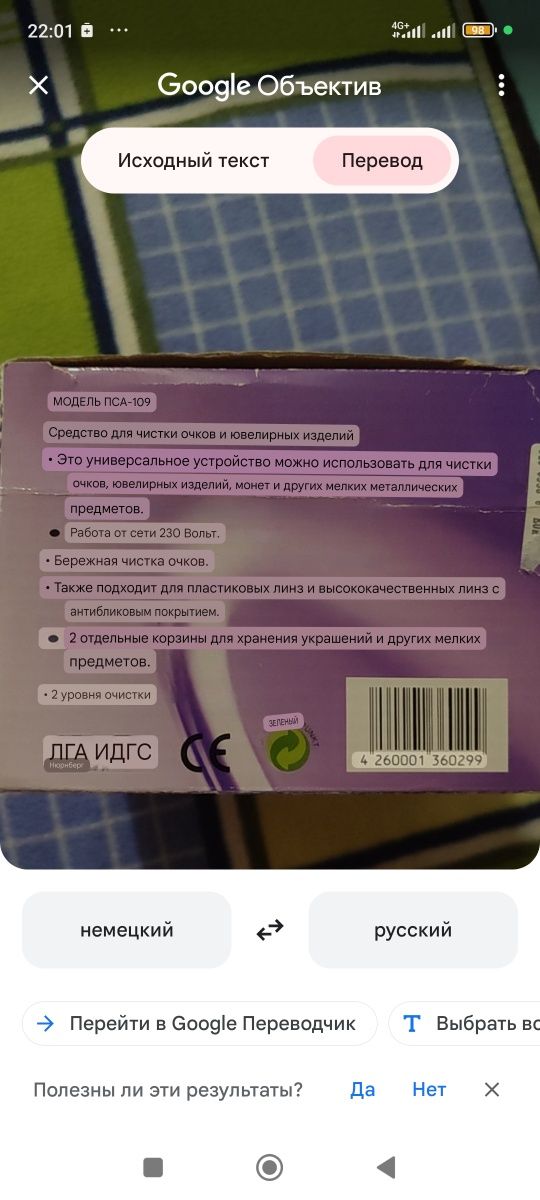 22:01
4G+
98
Google Объектив
Исходный текст
Перевод
МОДЕЛЬ ПСА-109
Средство для чистки очков и ювелирных изделий
• Это универсальное устройство можно использовать для чистки
очков, ювелирных изделий, монет и других мелких металлических
предметов.
Работа от сети 230 Вольт.
• Бережная чистка очков.
• Также подходит для пластиковых линз и высококачественных линз с
антибликовым покрытием.
2 отдельные корзины для хранения украшений и других мелких
предметов.
• 2 уровня очистки
ЛГА ИДГС
Нюрнберг
CE
ЗЕЛЕНЫЙ
PUNKT
4 260001 360299
немецкий
русский
Перейти в Google Переводчик
Выбрать вс
Полезны ли эти результаты?
Да
Нет